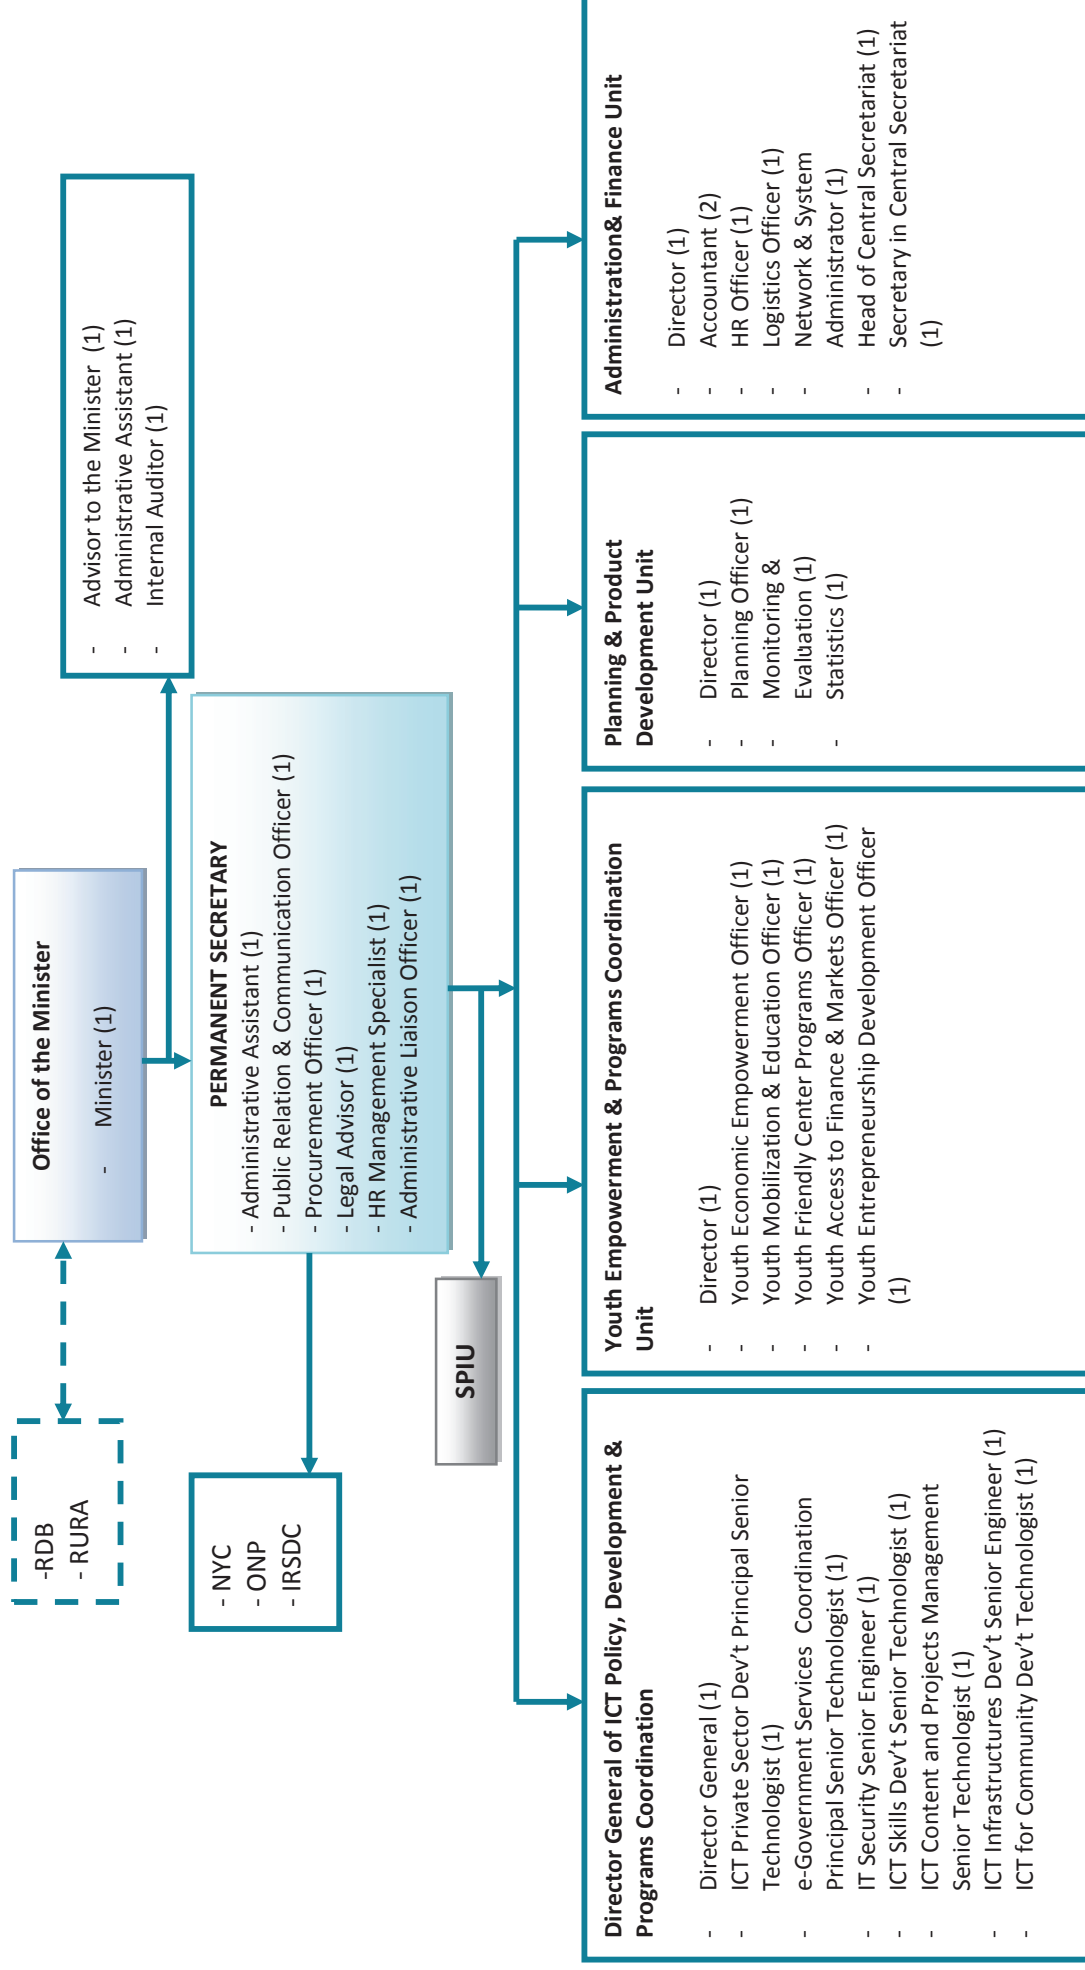 -RDB
- RURA
Office of the Minister
- Minister (1)
- Advisor to the Minister (1)
- Administrative Assistant (1)
- Internal Auditor (1)
- NYC
- ONP
- IRSDC
PERMANENT SECRETARY
- Administrative Assistant (1)
- Public Relation & Communication Officer (1)
- Procurement Officer (1)
- Legal Advisor (1)
- HR Management Specialist (1)
- Administrative Liaison Officer (1)
SPIU
Director General of ICT Policy, Development &
Programs Coordination
- Director General (1)
- ICT Private Sector Dev't Principal Senior
Technologist (1)
- e-Government Services Coordination
Principal Senior Technologist (1)
- IT Security Senior Engineer (1)
- ICT Skills Dev't Senior Technologist (1)
- ICT Content and Projects Management
Senior Technologist (1)
- ICT Infrastructures Dev't Senior Engineer (1)
- ICT for Community Dev't Technologist (1)
Youth Empowerment & Programs Coordination
Unit
- Director (1)
- Youth Economic Empowerment Officer (1)
- Youth Mobilization & Education Officer (1)
- Youth Friendly Center Programs Officer (1)
- Youth Access to Finance & Markets Officer (1)
- Youth Entrepreneurship Development Officer
(1)
Planning & Product
Development Unit
- Director (1)
- Planning Officer (1)
- Monitoring &
Evaluation (1)
- Statistics (1)
Administration& Finance Unit
- Director (1)
- Accountant (2)
- HR Officer (1)
- Logistics Officer (1)
- Network & System
Administrator (1)
- Head of Central Secretariat (1)
- Secretary in Central Secretariat
(1)